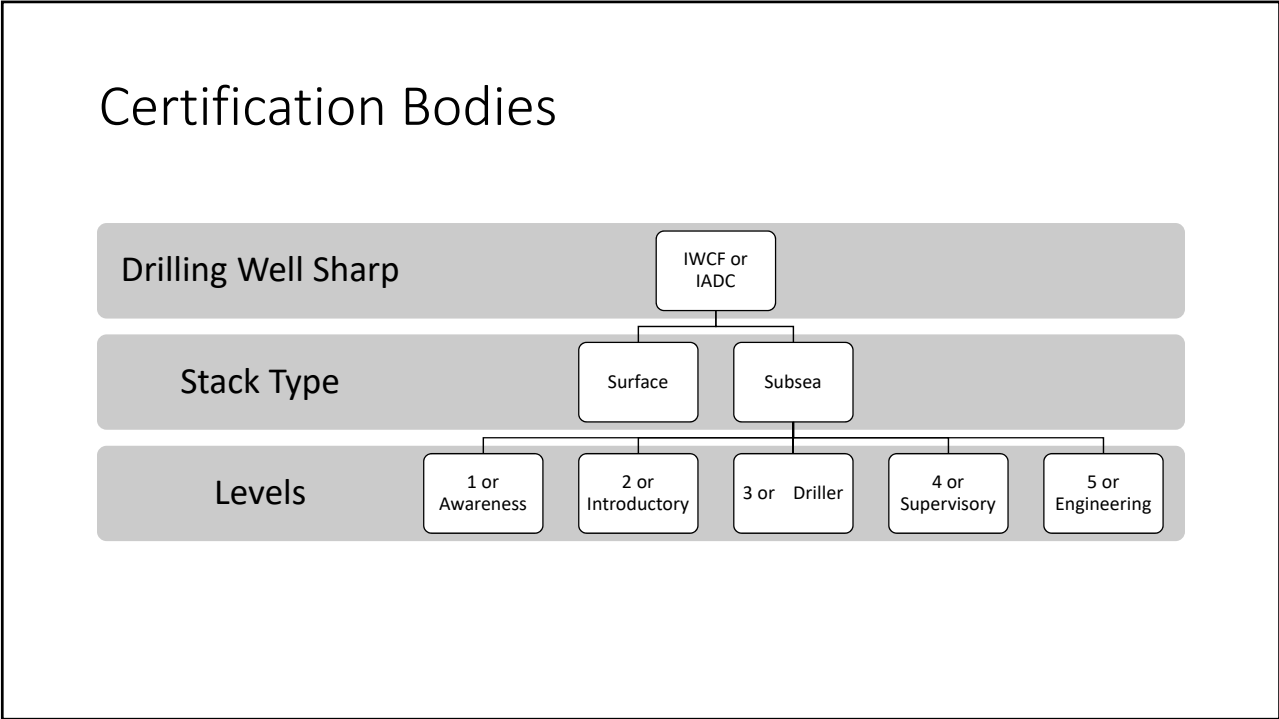 Certification Bodies
Drilling Well Sharp
IWCF or
IADC
Stack Type
Surface
Subsea
Levels
1 or
Awareness
2 or
Introductory
3 or Driller
4 or
Supervisory
5 or
Engineering